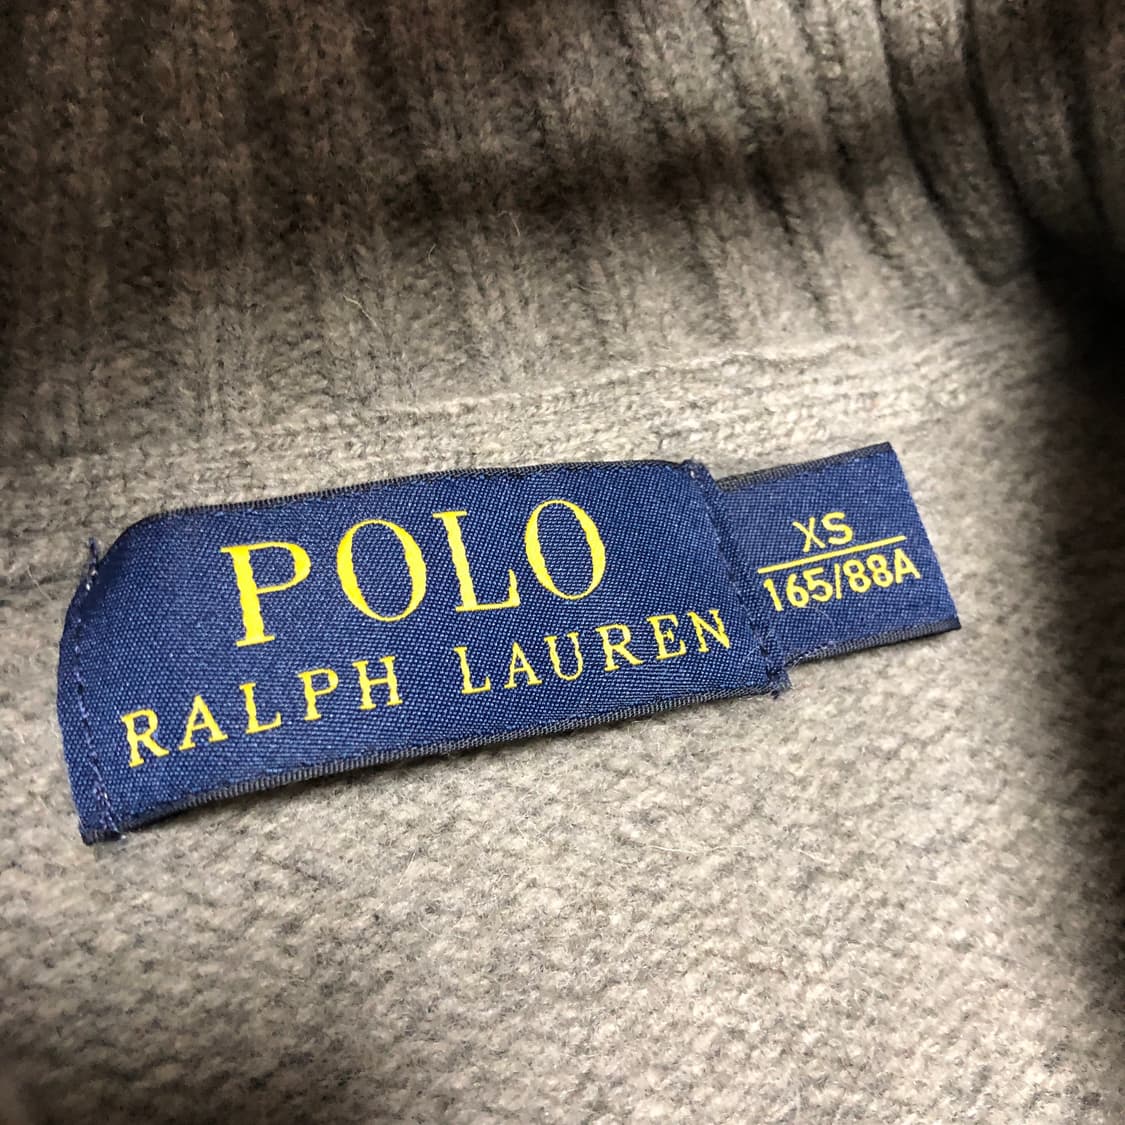 POLO
RALPH LAUREN
XS
165/88A